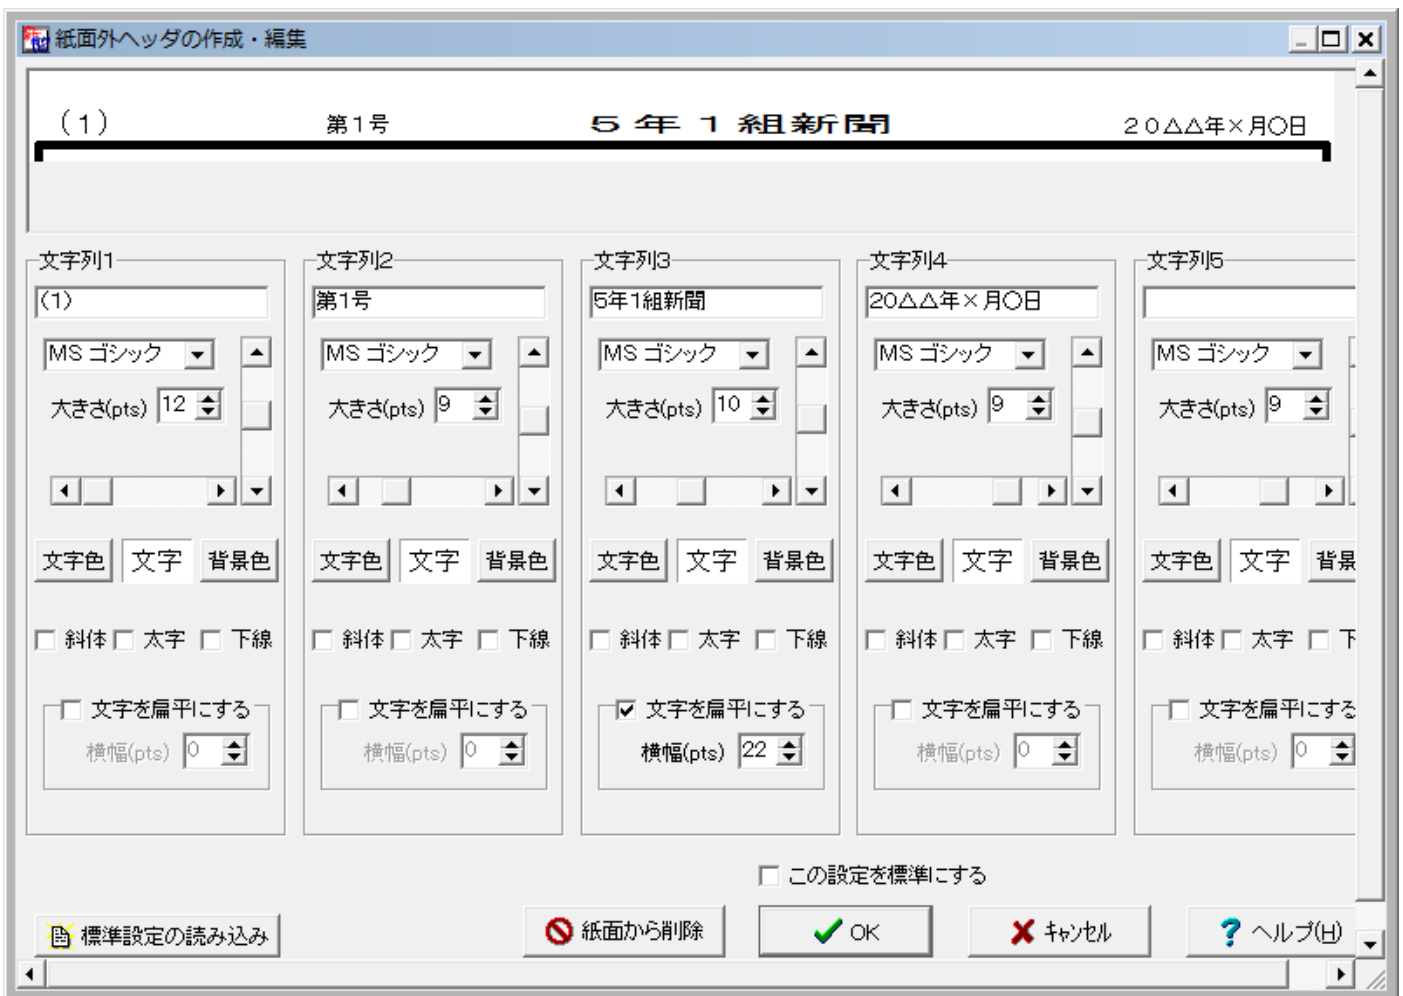 紙面外ヘッダの作成・編集
(1) 第1号 5年1組新聞 20△△年×月○日
文字列1 文字列2 文字列3 文字列4 文字列5
(1) 第1号 5年1組新聞 20△△年×月○日
MS ゴシック MS ゴシック MS ゴシック MS ゴシック MS ゴシック
大きさ(pts) 12 大きさ(pts) 9 大きさ(pts) 10 大きさ(pts) 9 大きさ(pts) 9
文字色 文字 背景色 文字色 文字 背景色 文字色 文字 背景色 文字色 文字 背景色 文字色 文字 背景
斜体 太字 下線 斜体 太字 下線 斜体 太字 下線 斜体 太字 下線 斜体 太字 下
文字を扁平にする 文字を扁平にする 文字を扁平にする 文字を扁平にする 文字を扁平にする
横幅(pts) 0 横幅(pts) 0 横幅(pts) 22 横幅(pts) 0 横幅(pts) 0
この設定を標準にする
標準設定の読み込み 紙面から削除 OK キャンセル ヘルプ(H)